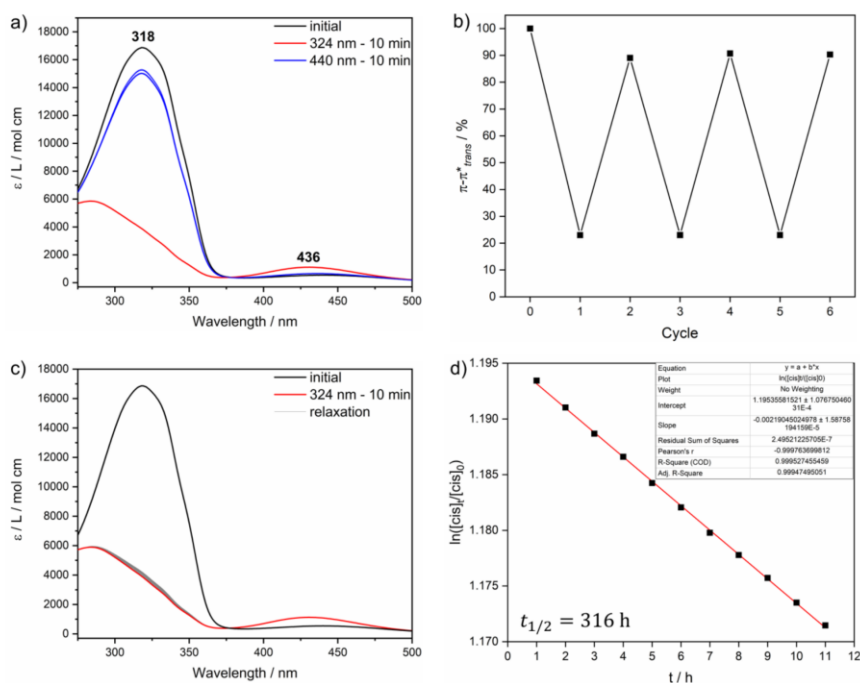 a)
318
initial
324 nm - 10 min
440 nm - 10 min
436
18000
16000
14000
12000
10000
8000
6000
4000
2000
0
ε / L / mol cm
300 350 400 450 500
Wavelength / nm
b)
100
90
80
70
60
50
40
30
20
10
0
π-π*trans / %
0 1 2 3 4 5 6
Cycle
c)
initial
324 nm - 10 min
relaxation
18000
16000
14000
12000
10000
8000
6000
4000
2000
0
ε / L / mol cm
300 350 400 450 500
Wavelength / nm
d)
1.195
1.190
1.185
1.180
1.175
1.170
ln([cis]t/[cis]0)
Equation y = a + b*x
Plot ln([cis]t/([cis]0)
Weight No Weighting
Intercept 1.19535581521 ± 1.076750460
31E-4
Slope -0.00219045024978 ± 1.58758
194159E-5
Residual Sum of Squares 2.49521225705E-7
Pearson's r -0.999763699812
R-Square (COD) 0.999527455459
Adj. R-Square 0.99947495051
t1/2 = 316 h
0 1 2 3 4 5 6 7 8 9 10 11 12
t / h